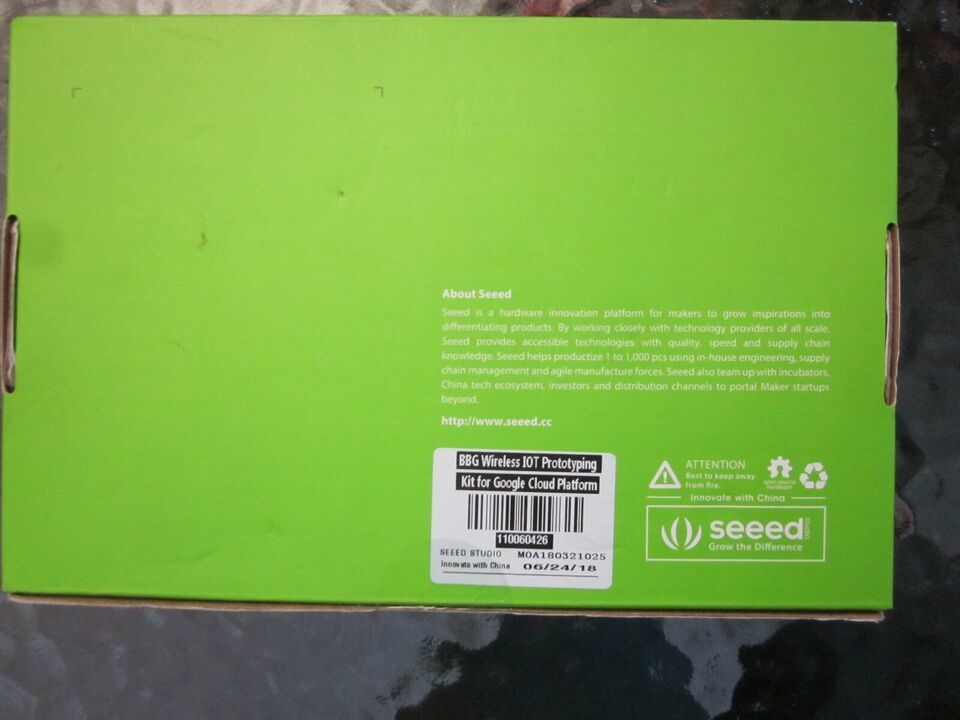 About Seeed
Seeed is a hardware innovation platform for makers to grow inspirations into
differentiating products. By working closely with technology providers of all scale,
Seeed provides accessible technologies with quality, speed and supply chain
knowledge. Seeed helps productize 1 to 1,000 pcs using in-house engineering, supply
chain management and agile manufacture forces. Seeed also team up with incubators,
China tech ecosystem, investors and distribution channels to portal Maker startups
beyond.
http://www.seeed.cc
BBG Wireless IOT Prototyping
Kit for Google Cloud Platform
110060426
SEEED STUDIO MOA180321025
Innovate with China 06/24/18
ATTENTION
Best to keep away
from fire.
open source
hardware
Innovate with China
seeed studio
Grow the Difference